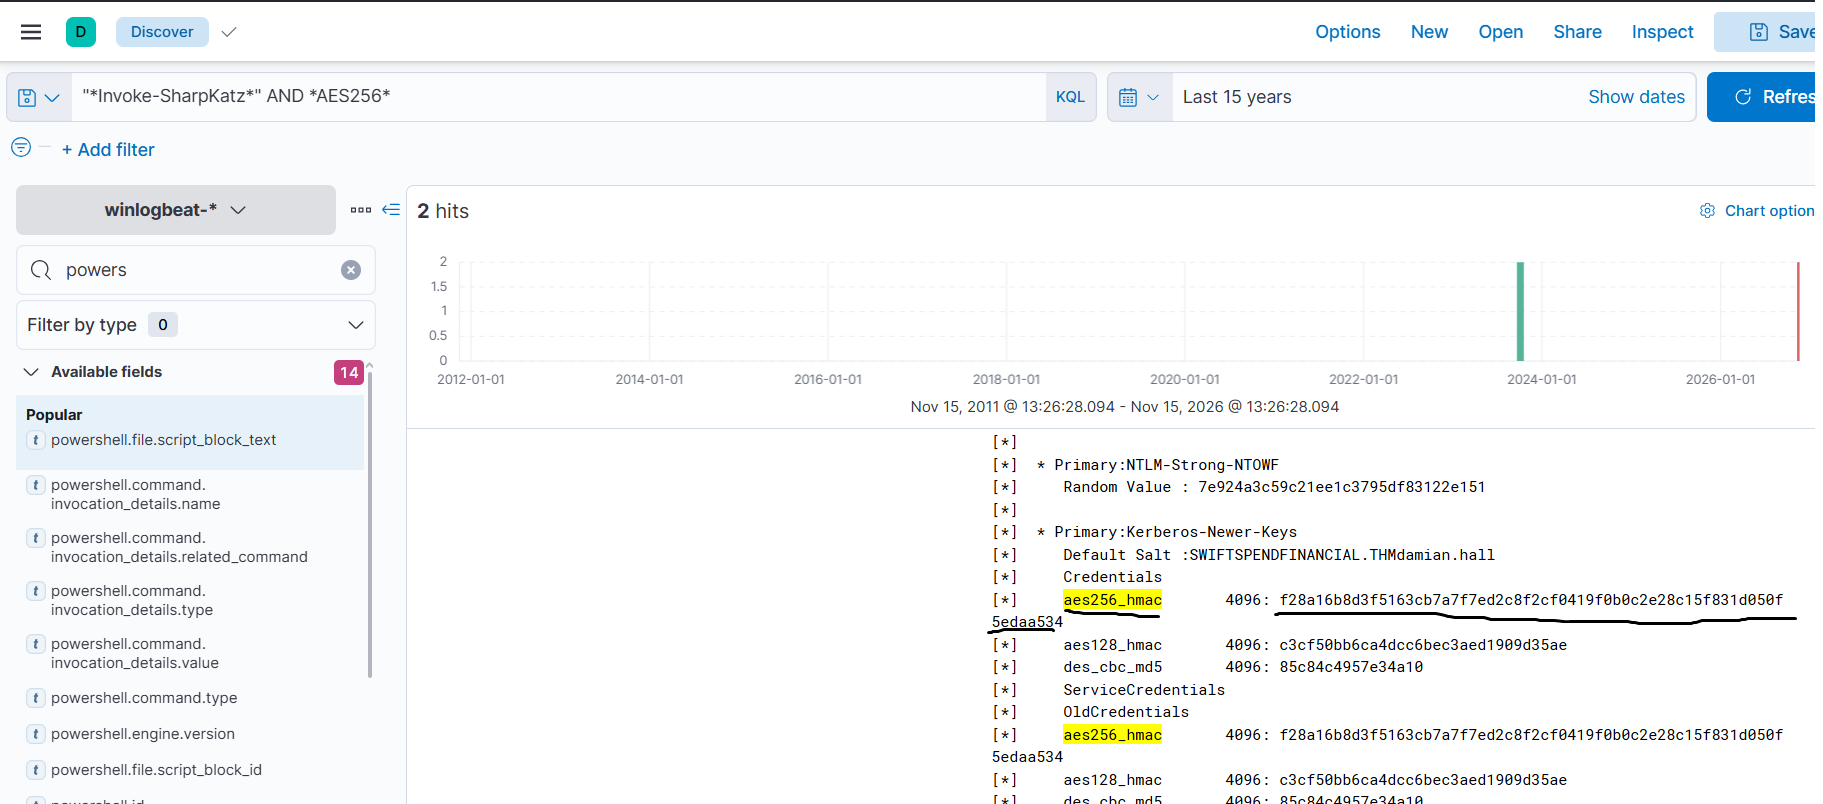 D Discover Options New Open Share Inspect Save
"*Invoke-SharpKatz*" AND *AES256* KQL Last 15 years Show dates Refres
+ Add filter
winlogbeat-*
powers
Filter by type 0
Available fields 14
Popular
powershell.file.script_block_text
powershell.command.
invocation_details.name
powershell.command.
invocation_details.related_command
powershell.command.
invocation_details.type
powershell.command.
invocation_details.value
powershell.command.type
powershell.engine.version
powershell.file.script_block_id
2 hits
Chart option
2
1.5
1
0.5
0
2012-01-01 2014-01-01 2016-01-01 2018-01-01 2020-01-01 2022-01-01 2024-01-01 2026-01-01
Nov 15, 2011 @ 13:26:28.094 - Nov 15, 2026 @ 13:26:28.094
[*]
[*] * Primary:NTLM-Strong-NTOWF
[*] Random Value : 7e924a3c59c21ee1c3795df83122e151
[*]
[*] * Primary:Kerberos-Newer-Keys
[*] Default Salt :SWIFTSPENDFINANCIAL.THMdamian.hall
[*] Credentials
[*] aes256_hmac 4096: f28a16b8d3f5163cb7a7f7ed2c8f2cf0419f0b0c2e28c15f831d050f
5edaa534
[*] aes128_hmac 4096: c3cf50bb6ca4dcc6bec3aed1909d35ae
[*] des_cbc_md5 4096: 85c84c4957e34a10
[*] ServiceCredentials
[*] OldCredentials
[*] aes256_hmac 4096: f28a16b8d3f5163cb7a7f7ed2c8f2cf0419f0b0c2e28c15f831d050f
5edaa534
[*] aes128_hmac 4096: c3cf50bb6ca4dcc6bec3aed1909d35ae
[*] des_cbc_md5 4096: 85c84c4957e34a10